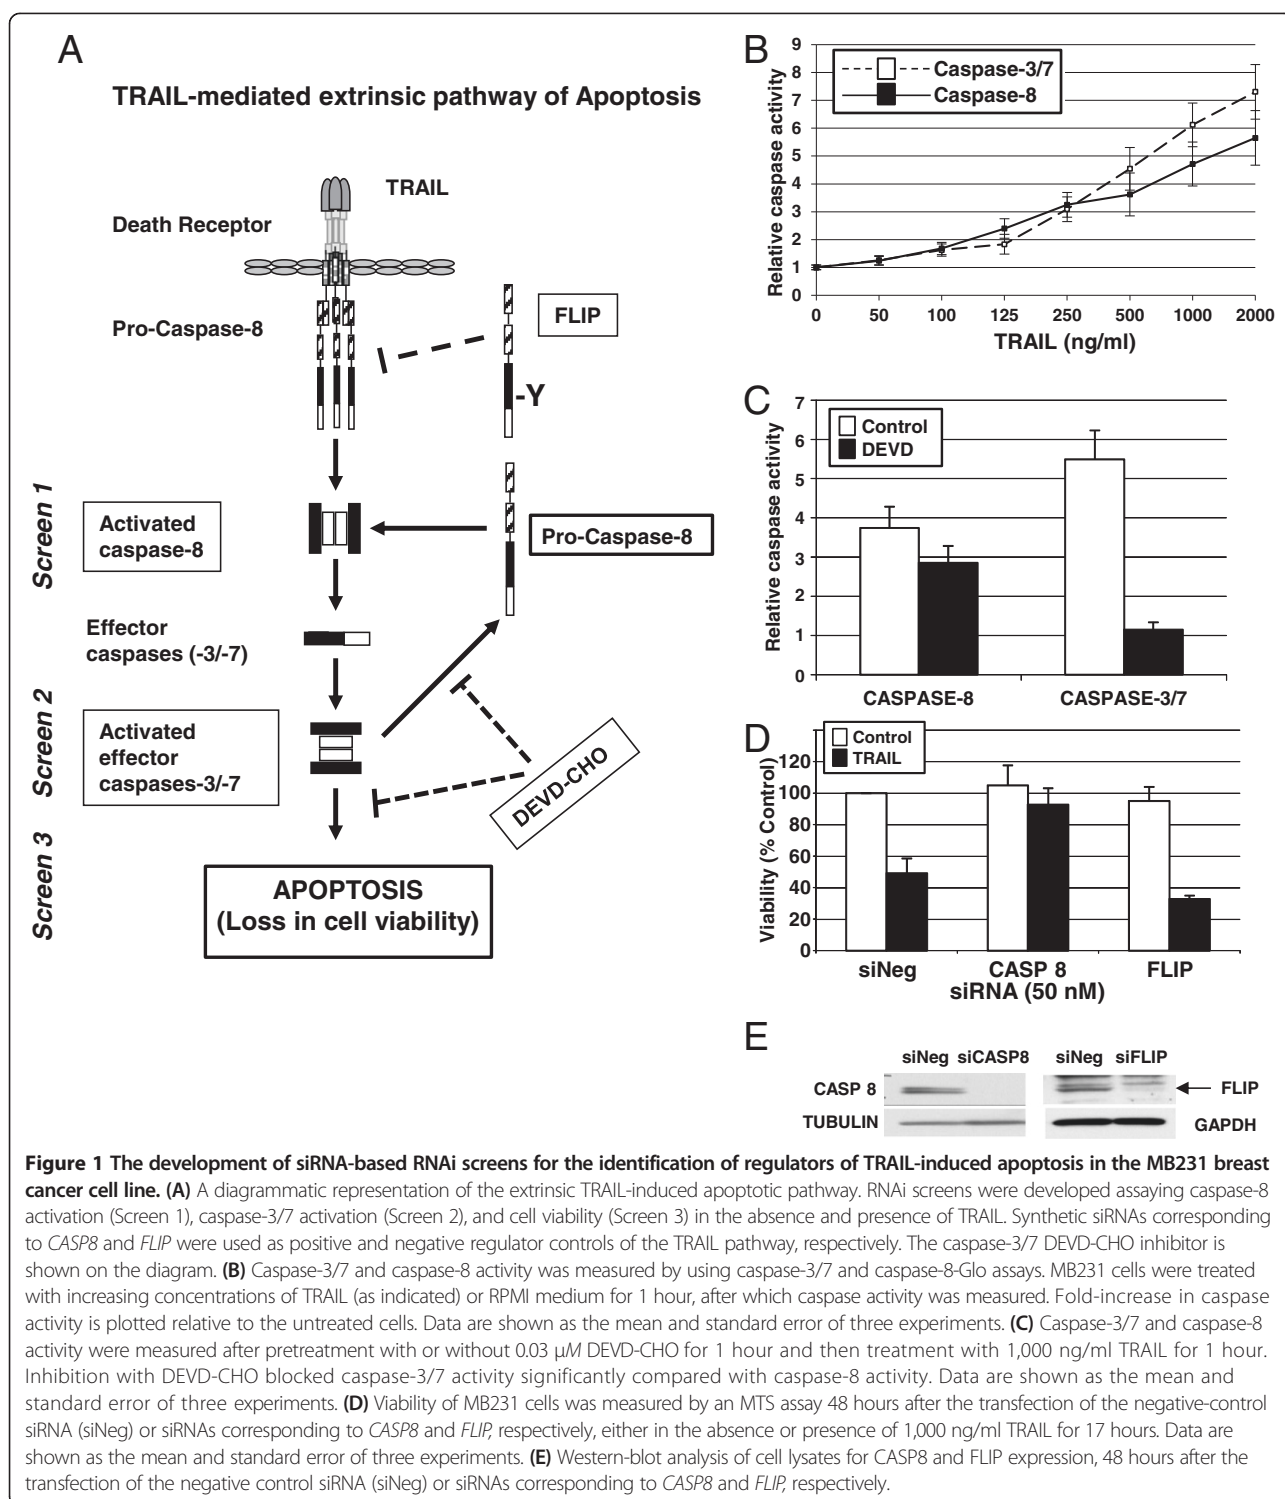 A
TRAIL-mediated extrinsic pathway of Apoptosis
TRAIL
Death Receptor
Pro-Caspase-8
FLIP
-Y
Screen 1
Activated
caspase-8
Pro-Caspase-8
Effector
caspases (-3/-7)
Screen 2
Activated
effector
caspases-3/-7
DEVD-CHO
Screen 3
APOPTOSIS
(Loss in cell viability)
B
Relative caspase activity
9
8
7
6
5
4
3
2
1
0
Caspase-3/7
Caspase-8
0 50 100 125 250 500 1000 2000
TRAIL (ng/ml)
C
Relative caspase activity
7
6
5
4
3
2
1
0
Control
DEVD
CASPASE-8 CASPASE-3/7
D
Viability (% Control)
120
100
80
60
40
20
0
Control
TRAIL
siNeg CASP 8 FLIP
siRNA (50 nM)
E
siNeg siCASP8 siNeg siFLIP
CASP 8 FLIP
TUBULIN GAPDH
Figure 1 The development of siRNA-based RNAi screens for the identification of regulators of TRAIL-induced apoptosis in the MB231 breast
cancer cell line. (A) A diagrammatic representation of the extrinsic TRAIL-induced apoptotic pathway. RNAi screens were developed assaying caspase-8
activation (Screen 1), caspase-3/7 activation (Screen 2), and cell viability (Screen 3) in the absence and presence of TRAIL. Synthetic siRNAs corresponding
to CASP8 and FLIP were used as positive and negative regulator controls of the TRAIL pathway, respectively. The caspase-3/7 DEVD-CHO inhibitor is
shown on the diagram. (B) Caspase-3/7 and caspase-8 activity was measured by using caspase-3/7 and caspase-8-Glo assays. MB231 cells were treated
with increasing concentrations of TRAIL (as indicated) or RPMI medium for 1 hour, after which caspase activity was measured. Fold-increase in caspase
activity is plotted relative to the untreated cells. Data are shown as the mean and standard error of three experiments. (C) Caspase-3/7 and caspase-8
activity were measured after pretreatment with or without 0.03 μM DEVD-CHO for 1 hour and then treatment with 1,000 ng/ml TRAIL for 1 hour.
Inhibition with DEVD-CHO blocked caspase-3/7 activity significantly compared with caspase-8 activity. Data are shown as the mean and
standard error of three experiments. (D) Viability of MB231 cells was measured by an MTS assay 48 hours after the transfection of the negative-control
siRNA (siNeg) or siRNAs corresponding to CASP8 and FLIP, respectively, either in the absence or presence of 1,000 ng/ml TRAIL for 17 hours. Data are
shown as the mean and standard error of three experiments. (E) Western-blot analysis of cell lysates for CASP8 and FLIP expression, 48 hours after the
transfection of the negative control siRNA (siNeg) or siRNAs corresponding to CASP8 and FLIP, respectively.